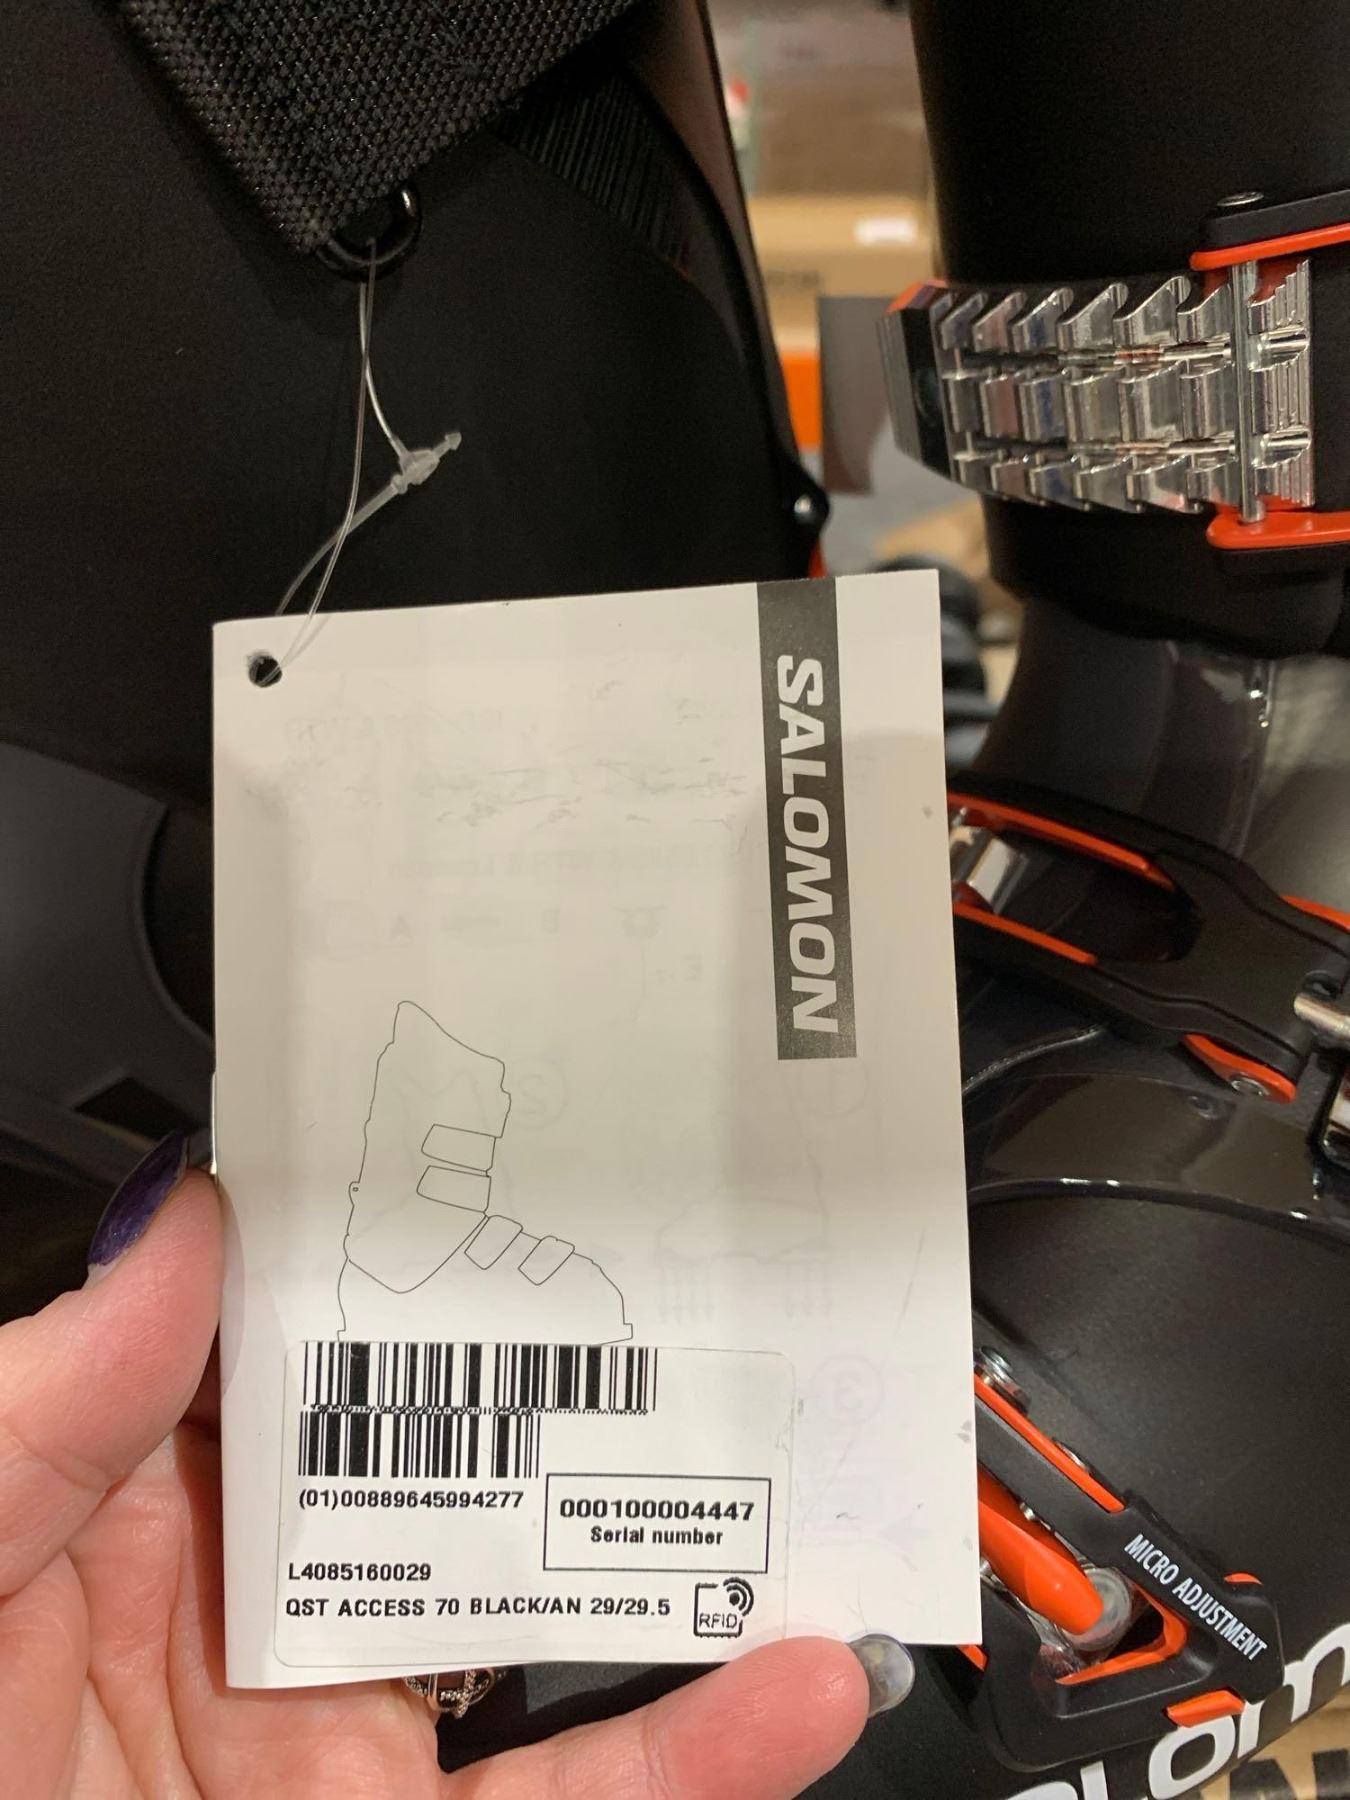 SALOMON
(01)00889645994277
000100004447
Serial number
L4085160029
QST ACCESS 70 BLACK/AN 29/29.5
RFID
MICRO ADJUSTMENT